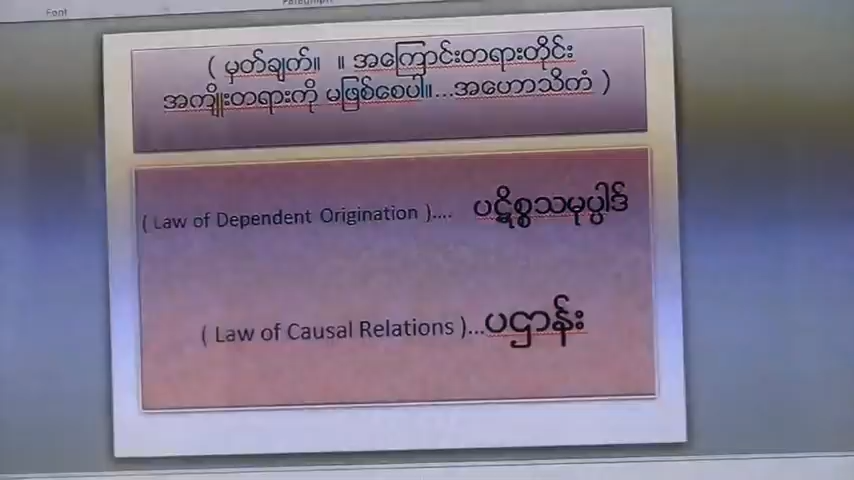 Font
Paragraph
( မှတ်ချက်။ ။ အကြောင်းတရားတိုင်း
အကျိုးတရားကို မဖြစ်စေပါ။...အဟောသိကံ )
( Law of Dependent Origination ).... ပဋိစ္စသမုပ္ပါဒ်
( Law of Causal Relations )...ပဌာန်း